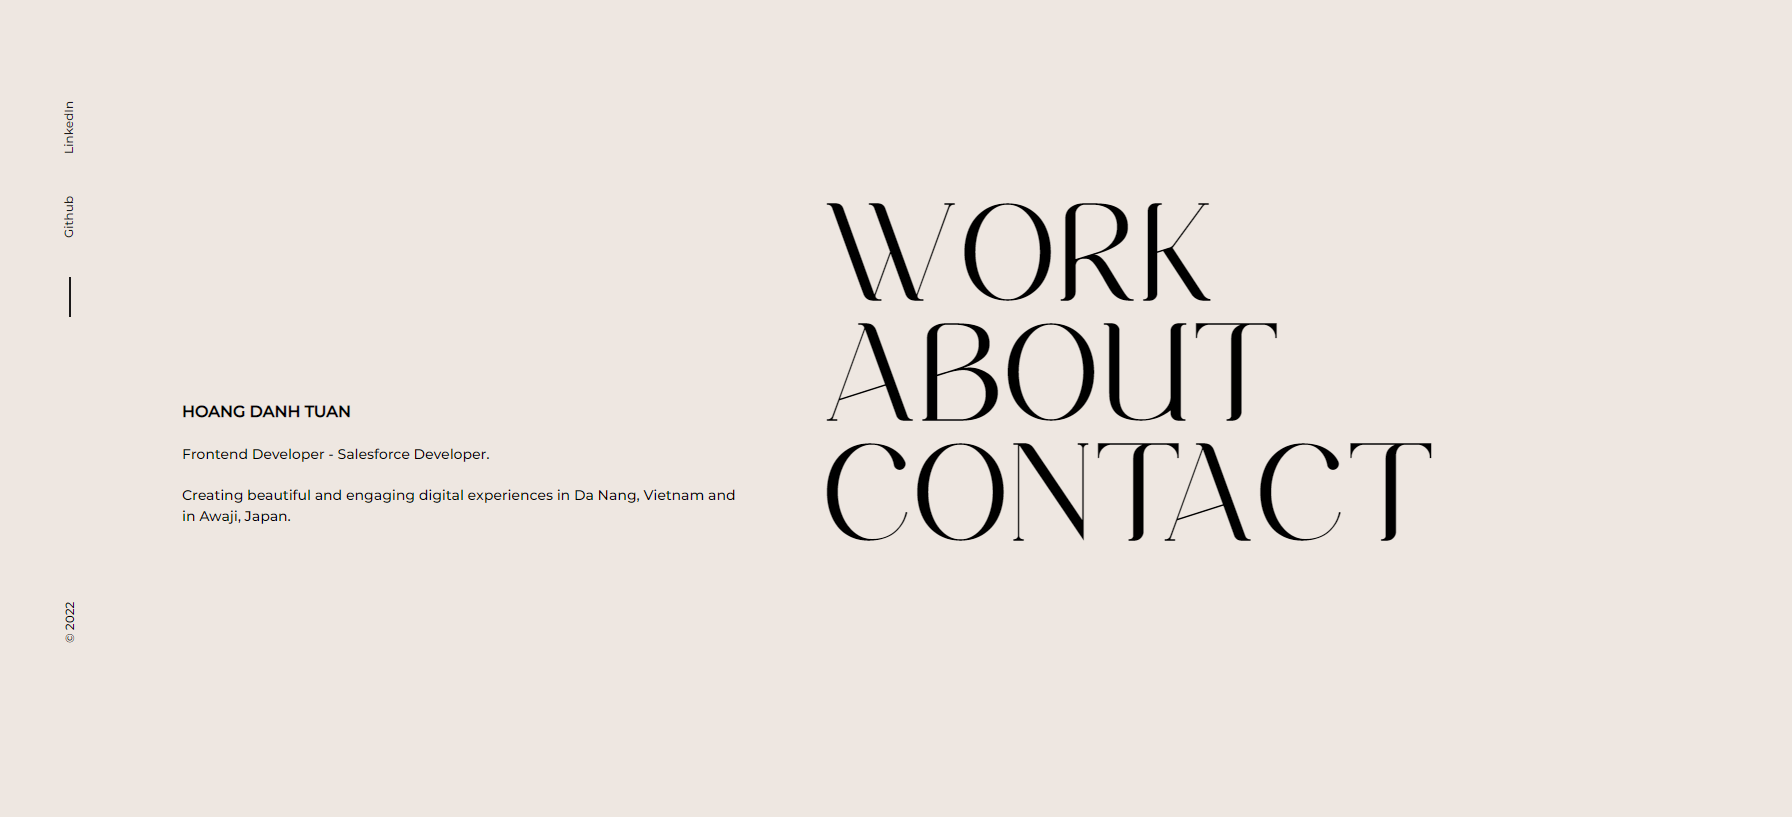 LinkedIn
Github
© 2022
HOANG DANH TUAN
Frontend Developer - Salesforce Developer.
Creating beautiful and engaging digital experiences in Da Nang, Vietnam and
in Awaji, Japan.
WORK
ABOUT
CONTACT